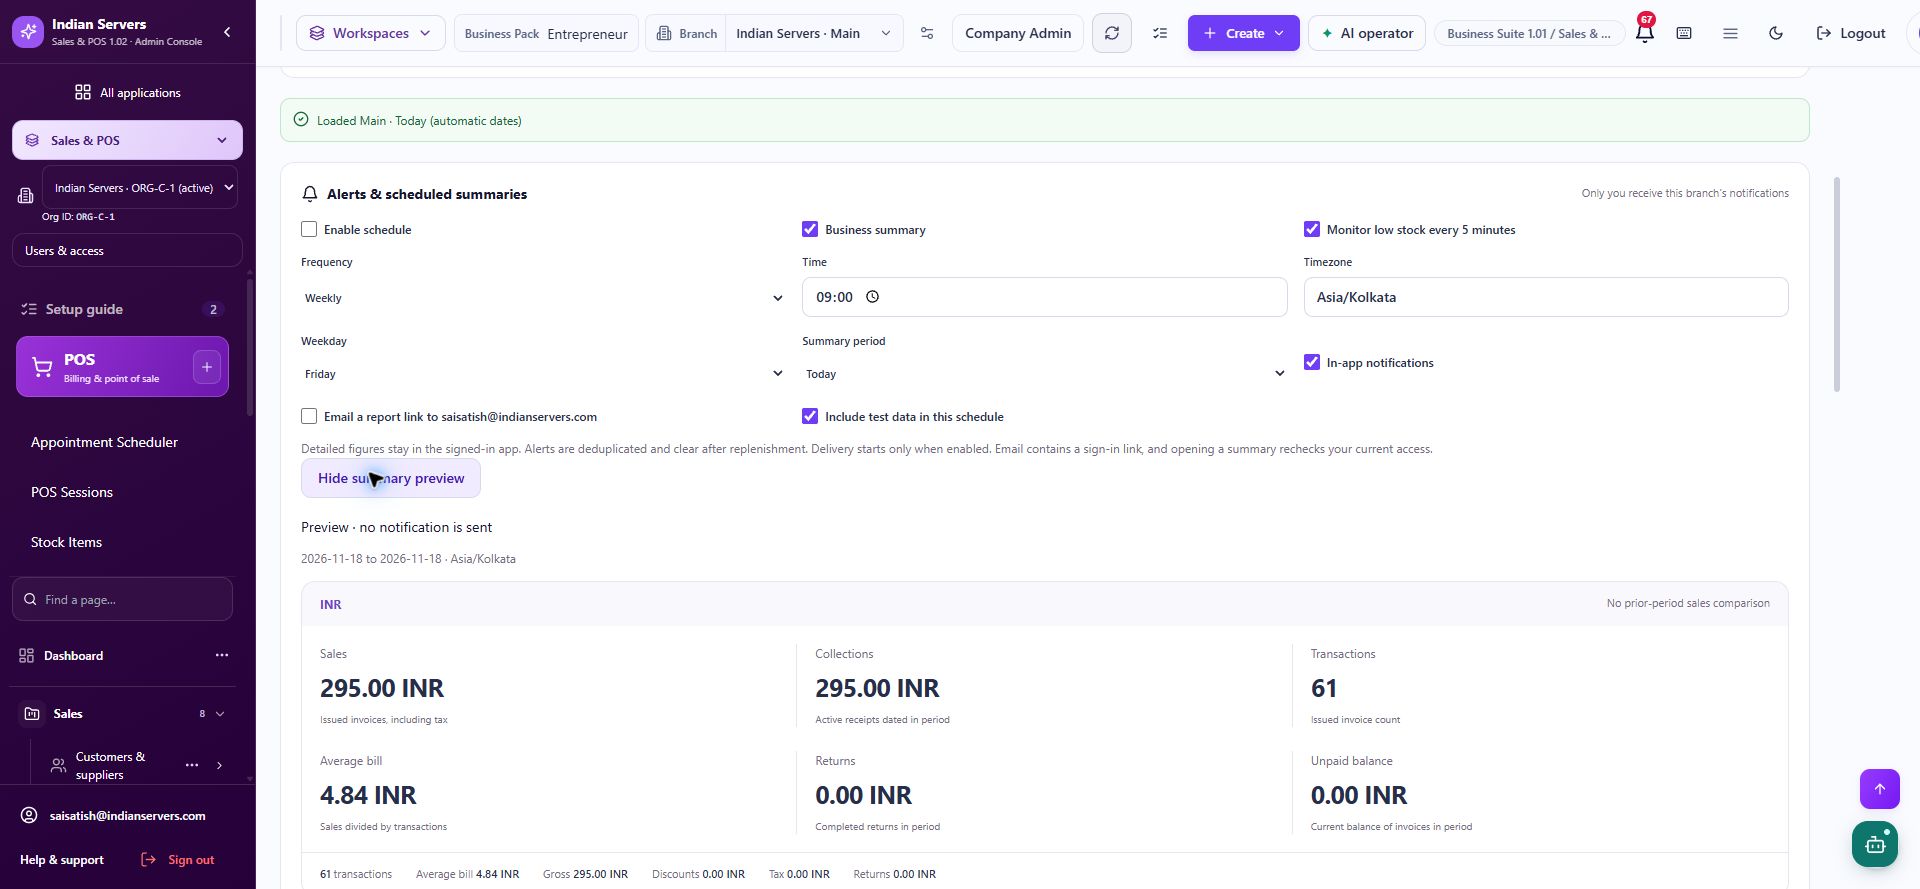 Indian Servers
Sales & POS 1.02 · Admin Console
All applications
Sales & POS
Indian Servers · ORG-C-1 (active)
Org ID: ORG-C-1
Users & access
Setup guide 2
POS
Billing & point of sale
Appointment Scheduler
POS Sessions
Stock Items
Find a page...
Dashboard
Sales 8
Customers &
suppliers
saisatish@indianservers.com
Help & support Sign out
Workspaces Business Pack Entrepreneur Branch Indian Servers · Main Company Admin Create AI operator Business Suite 1.01 / Sales & ... 67 Logout
Loaded Main · Today (automatic dates)
Alerts & scheduled summaries Only you receive this branch's notifications
Enable schedule Business summary Monitor low stock every 5 minutes
Frequency Time Timezone
Weekly 09:00 Asia/Kolkata
Weekday Summary period
Friday Today In-app notifications
Email a report link to saisatish@indianservers.com Include test data in this schedule
Detailed figures stay in the signed-in app. Alerts are deduplicated and clear after replenishment. Delivery starts only when enabled. Email contains a sign-in link, and opening a summary rechecks your current access.
Hide summary preview
Preview · no notification is sent
2026-11-18 to 2026-11-18 · Asia/Kolkata
INR No prior-period sales comparison
Sales Collections Transactions
295.00 INR 295.00 INR 61
Issued invoices, including tax Active receipts dated in period Issued invoice count
Average bill Returns Unpaid balance
4.84 INR 0.00 INR 0.00 INR
Sales divided by transactions Completed returns in period Current balance of invoices in period
61 transactions Average bill 4.84 INR Gross 295.00 INR Discounts 0.00 INR Tax 0.00 INR Returns 0.00 INR